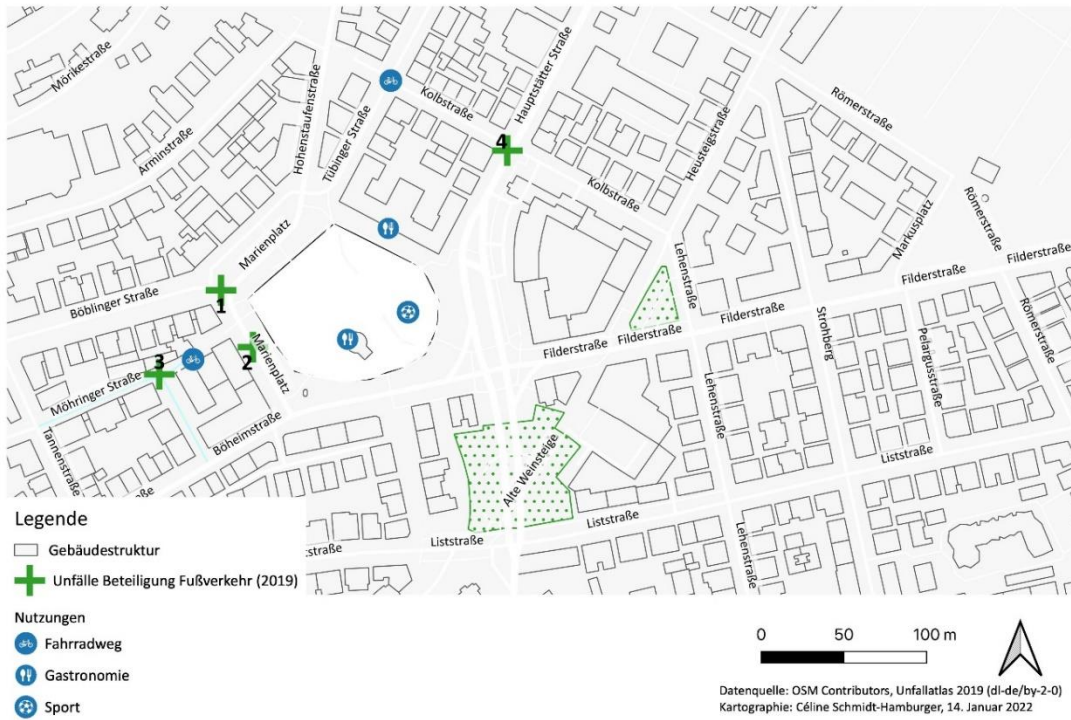 Mörikestraße
Arminstraße
Hohenstaufenstraße
Tübinger Straße
Kolbstraße
Hauptstätter Straße
4
Kolbstraße
Heusteigstraße
Römerstraße
Römerstraße
Markusplatz
Marienplatz
Böblinger Straße
1
Lehenstraße
Filderstraße
Filderstraße
Filderstraße
Filderstraße
Filderstraße
Strohberg
Pelargusstraße
Römerstraße
2
Marienplatz
3
Möhringer Straße
Tannenstraße
Böheimstraße
Lehenstraße
Alte Weinsteige
Liststraße
Liststraße
Liststraße
tstraße
Lehenstraße
Legende
Gebäudestruktur
Unfälle Beteiligung Fußverkehr (2019)
Nutzungen
Fahrradweg
Gastronomie
Sport
0 50 100 m
Datenquelle: OSM Contributors, Unfallatlas 2019 (dl-de/by-2-0)
Kartographie: Céline Schmidt-Hamburger, 14. Januar 2022